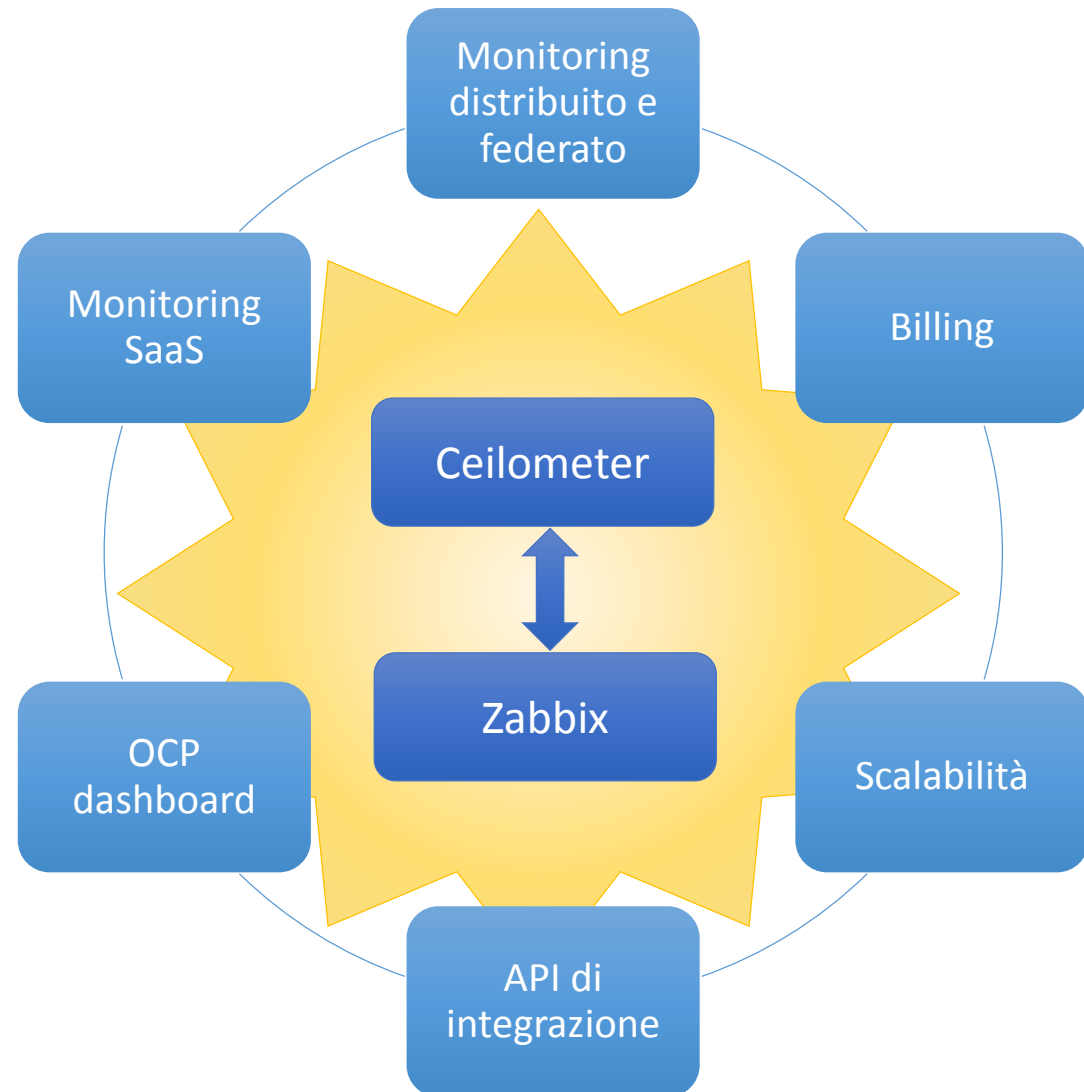 Monitoring
distribuito e
federato
Monitoring
SaaS
Billing
Ceilometer
Zabbix
OCP
dashboard
Scalabilità
API di
integrazione